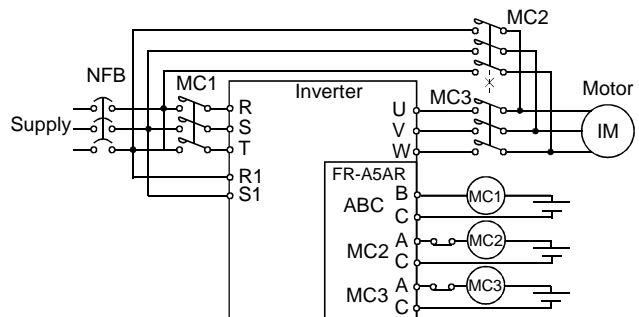 MC2
NFB
MC1
Inverter
Motor
MC3
R
U
Supply
S
V
IM
T
W
FR-A5AR
R1
B
MC1
S1
ABC
C
A
MC2
MC2
C
A
MC3
MC3
C